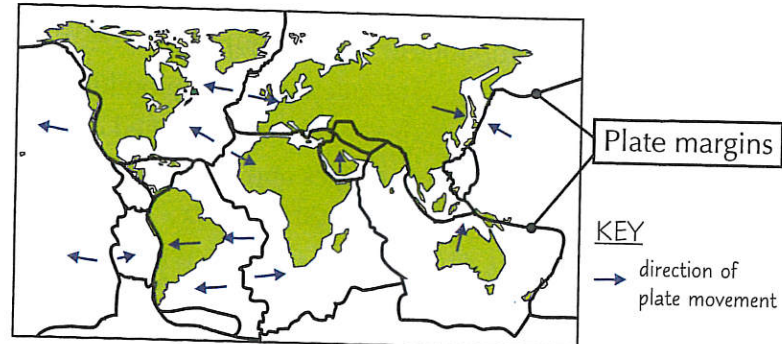 Plate margins
KEY
direction of
plate movement